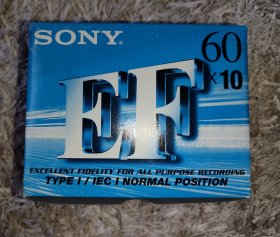 SONY®
60
×10
EF
EXCELLENT FIDELITY FOR ALL PURPOSE RECORDING
TYPE I / IEC I NORMAL POSITION